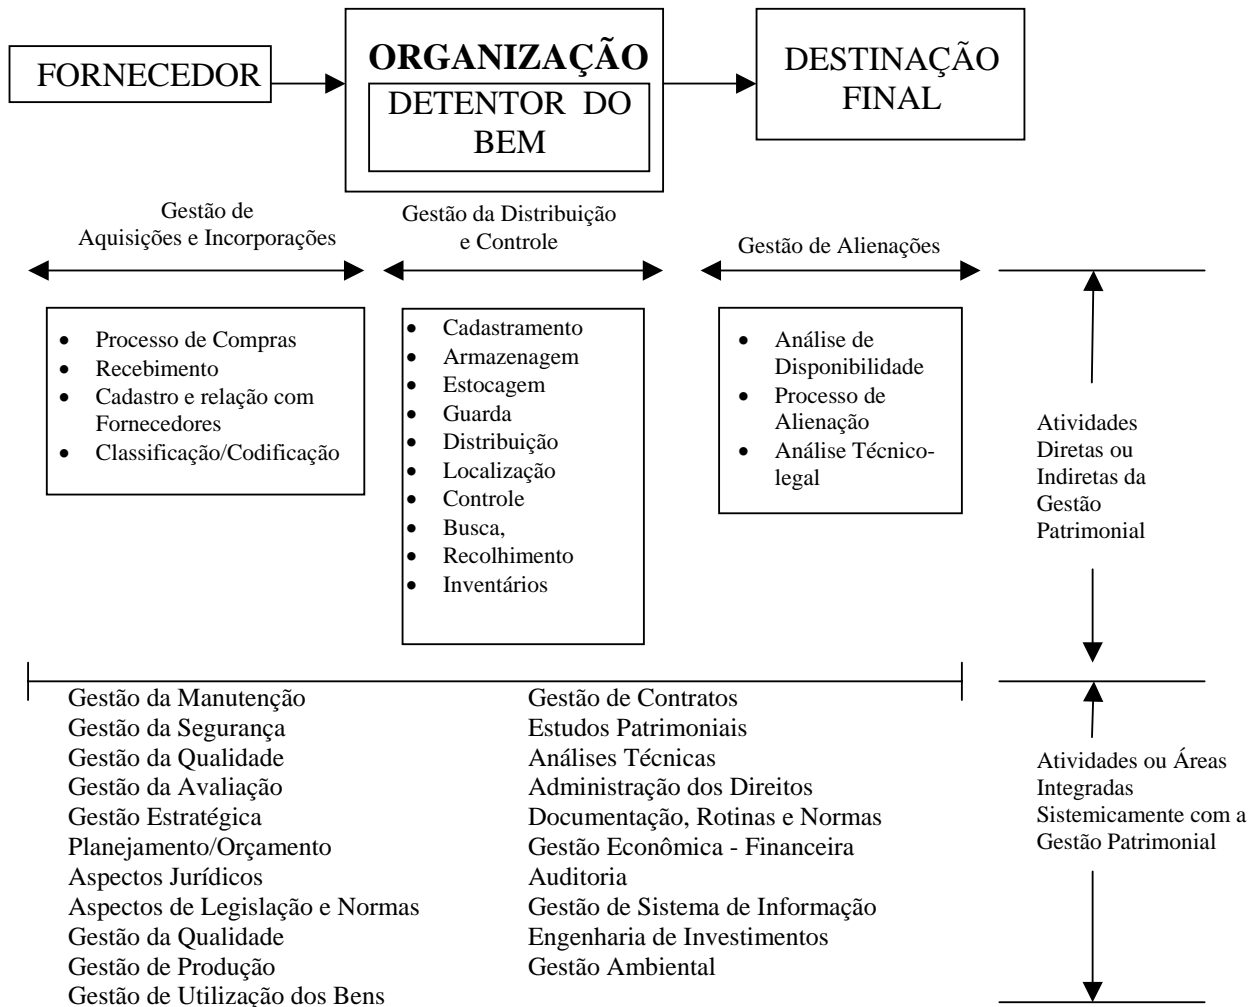 FORNECEDOR
ORGANIZAÇÃO
DETENTOR DO
BEM
DESTINAÇÃO
FINAL
Gestão de
Aquisições e Incorporações
Gestão da Distribuição
e Controle
Gestão de Alienações
• Processo de Compras
• Recebimento
• Cadastro e relação com
Fornecedores
• Classificação/Codificação
• Cadastramento
• Armazenagem
• Estocagem
• Guarda
• Distribuição
• Localização
• Controle
• Busca,
• Recolhimento
• Inventários
• Análise de
Disponibilidade
• Processo de
Alienação
• Análise Técnico-
legal
Atividades
Diretas ou
Indiretas da
Gestão
Patrimonial
Gestão da Manutenção
Gestão da Segurança
Gestão da Qualidade
Gestão da Avaliação
Gestão Estratégica
Planejamento/Orçamento
Aspectos Jurídicos
Aspectos de Legislação e Normas
Gestão da Qualidade
Gestão de Produção
Gestão de Utilização dos Bens
Gestão de Contratos
Estudos Patrimoniais
Análises Técnicas
Administração dos Direitos
Documentação, Rotinas e Normas
Gestão Econômica - Financeira
Auditoria
Gestão de Sistema de Informação
Engenharia de Investimentos
Gestão Ambiental
Atividades ou Áreas
Integradas
Sistemicamente com a
Gestão Patrimonial